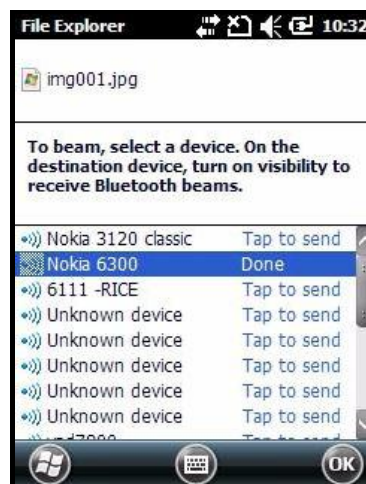 File Explorer 10:32
img001.jpg
To beam, select a device. On the
destination device, turn on visibility to
receive Bluetooth beams.
Nokia 3120 classic Tap to send
Nokia 6300 Done
6111 -RICE Tap to send
Unknown device Tap to send
Unknown device Tap to send
Unknown device Tap to send
Unknown device Tap to send
Unknown device Tap to send
Tap to send
OK